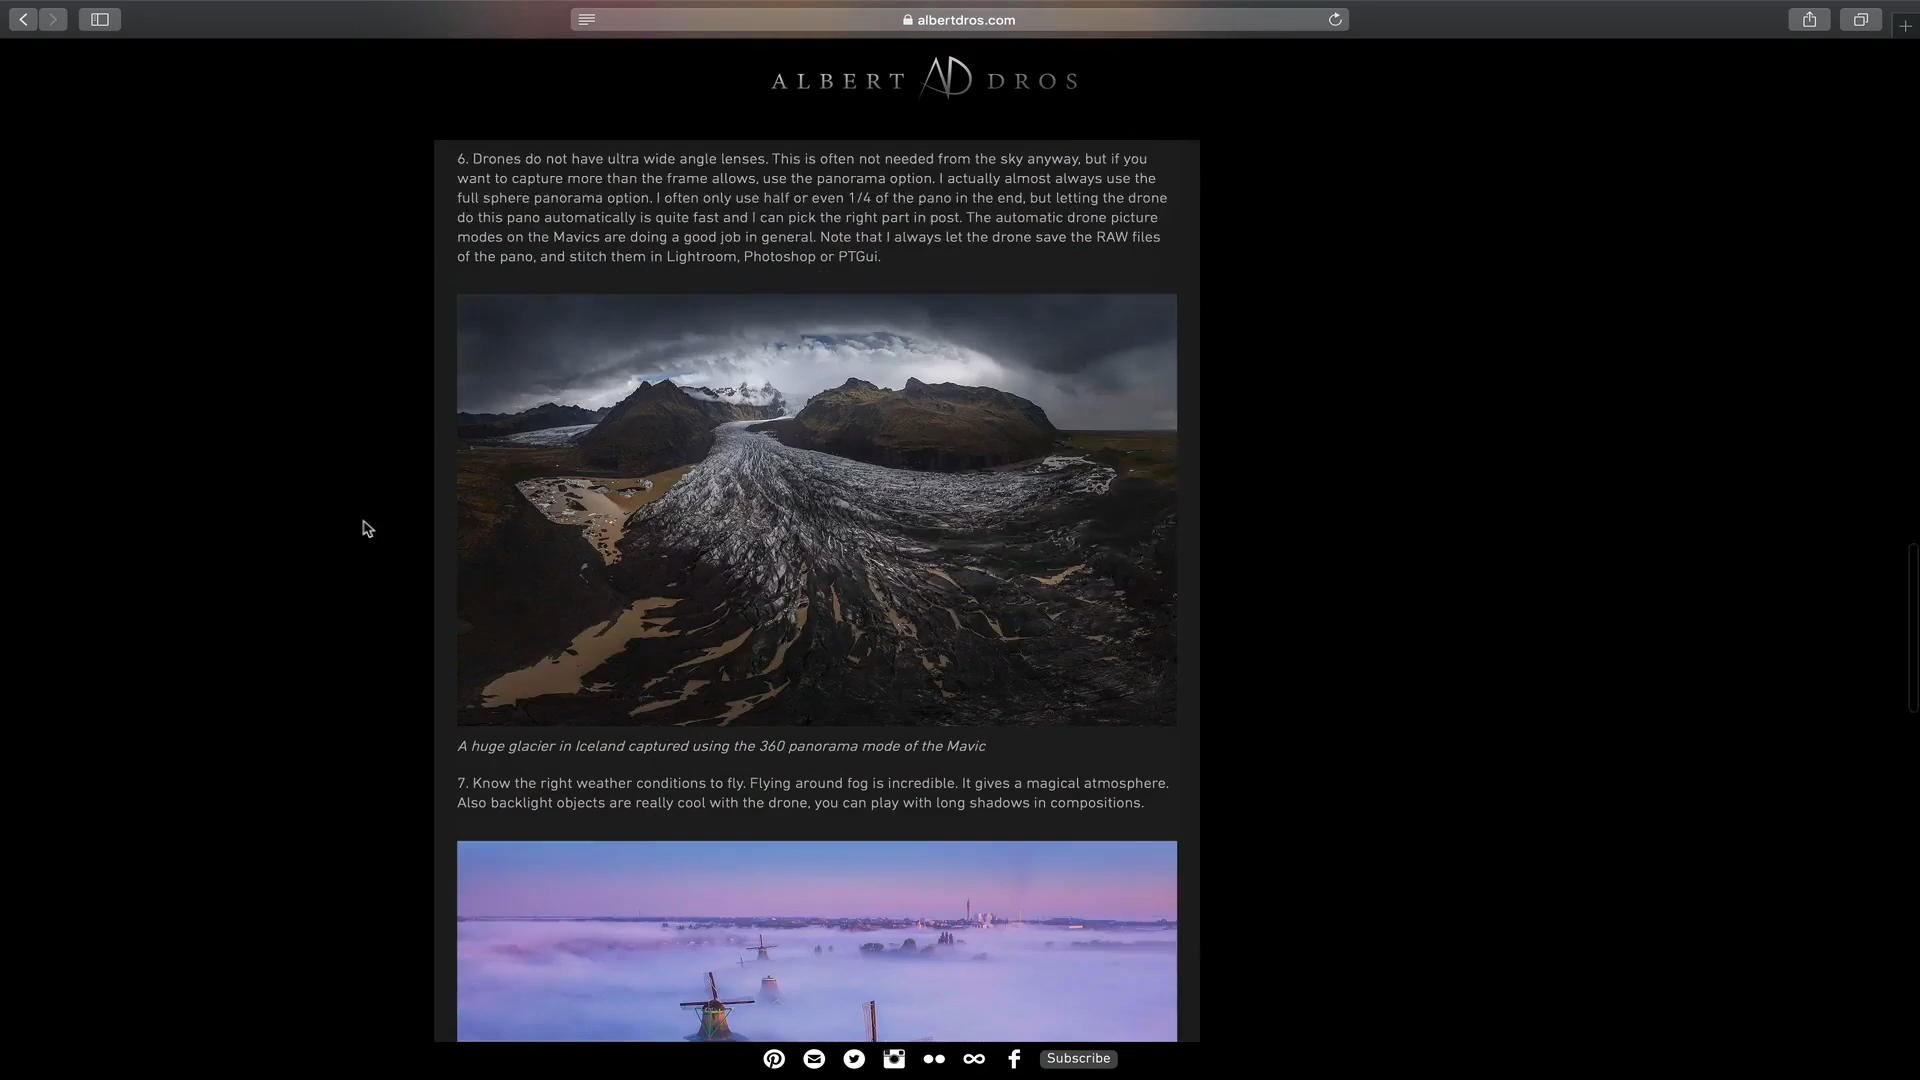 albertdros.com
ALBERT AD DROS
6. Drones do not have ultra wide angle lenses. This is often not needed from the sky anyway, but if you
want to capture more than the frame allows, use the panorama option. I actually almost always use the
full sphere panorama option. I often only use half or even 1/4 of the pano in the end, but letting the drone
do this pano automatically is quite fast and I can pick the right part in post. The automatic drone picture
modes on the Mavics are doing a good job in general. Note that I always let the drone save the RAW files
of the pano, and stitch them in Lightroom, Photoshop or PTGui.
A huge glacier in Iceland captured using the 360 panorama mode of the Mavic
7. Know the right weather conditions to fly. Flying around fog is incredible. It gives a magical atmosphere.
Also backlight objects are really cool with the drone, you can play with long shadows in compositions.
Subscribe